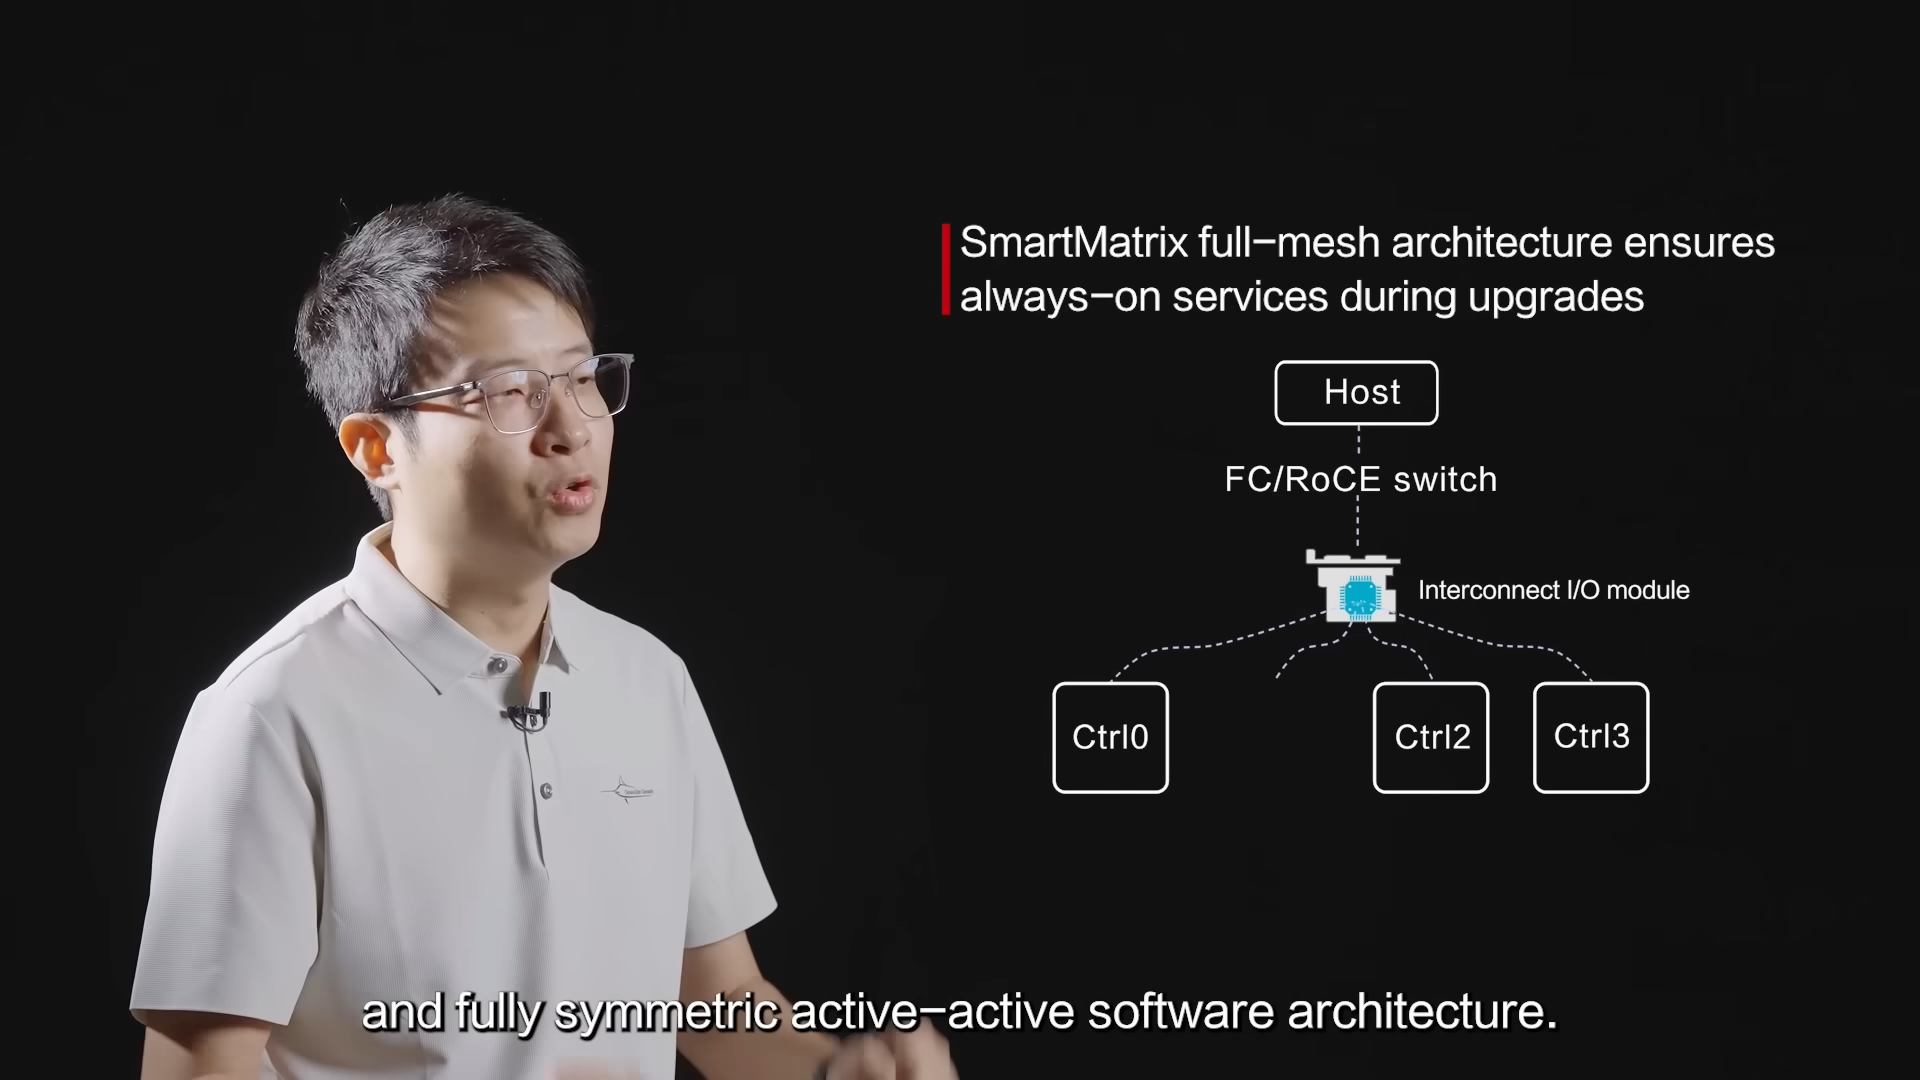 SmartMatrix full-mesh architecture ensures
always-on services during upgrades
Host
FC/RoCE switch
Interconnect I/O module
Ctrl0
Ctrl2
Ctrl3
and fully symmetric active-active software architecture.